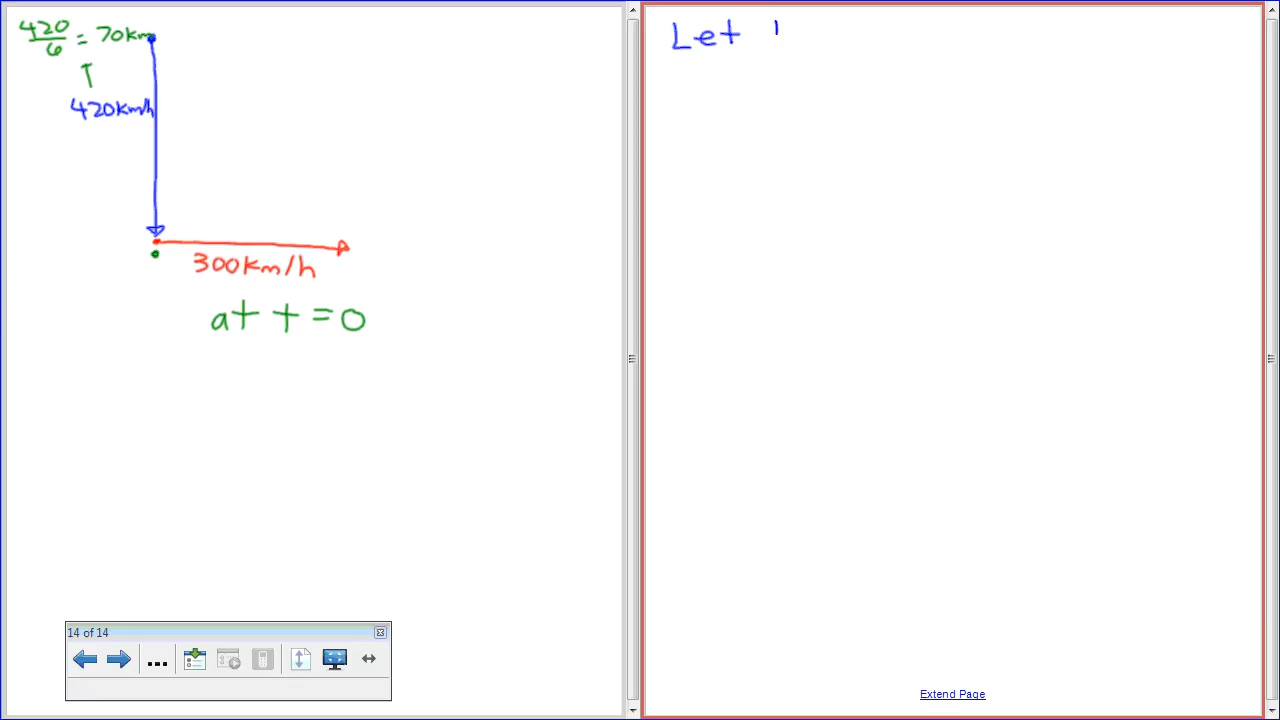 420
6 = 70km
420km/h
300km/h
at t = 0
Let
14 of 14
...
Extend Page